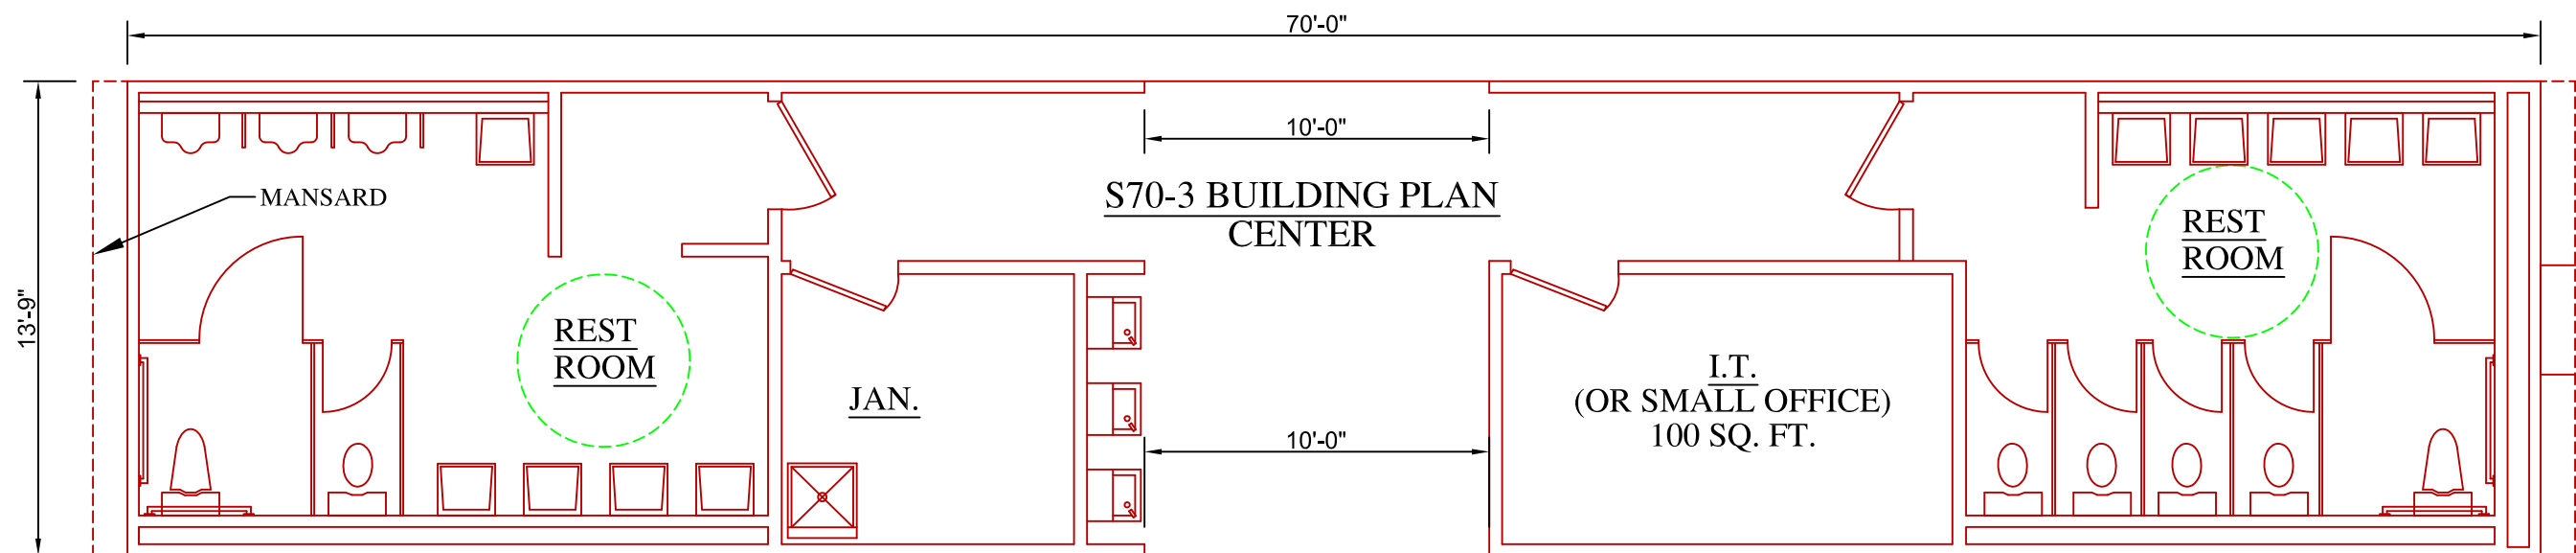 70'-0"
10'-0"
MANSARD
S70-3 BUILDING PLAN
CENTER
REST
ROOM
13'-9"
REST
ROOM
JAN.
I.T.
(OR SMALL OFFICE)
100 SQ. FT.
10'-0"